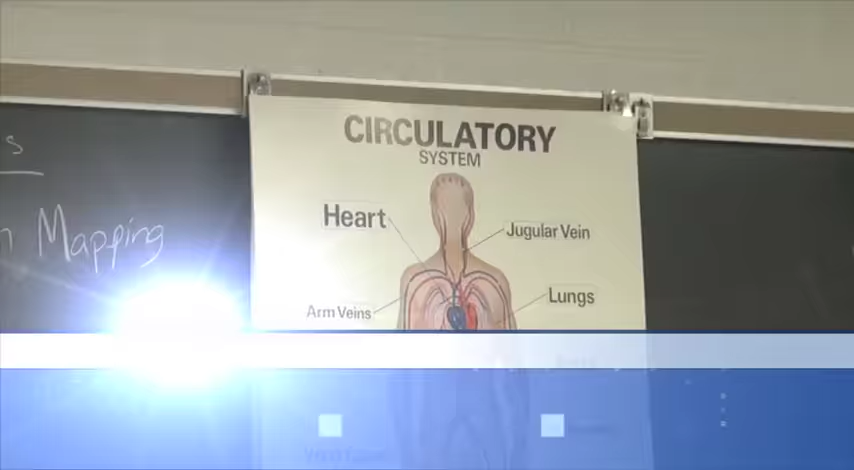 s
Mapping
CIRCULATORY
SYSTEM
Heart
Jugular Vein
Arm Veins
Lungs